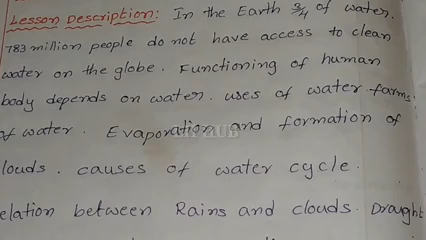 Lesson Description: In the Earth 3/4 of water.
783 million people do not have access to clean
water on the globe. Functioning of human
body depends on water. uses of water-farms.
of water. Evaporation and formation of
louds. causes of water cycle.
elation between Rains and clouds. Draught